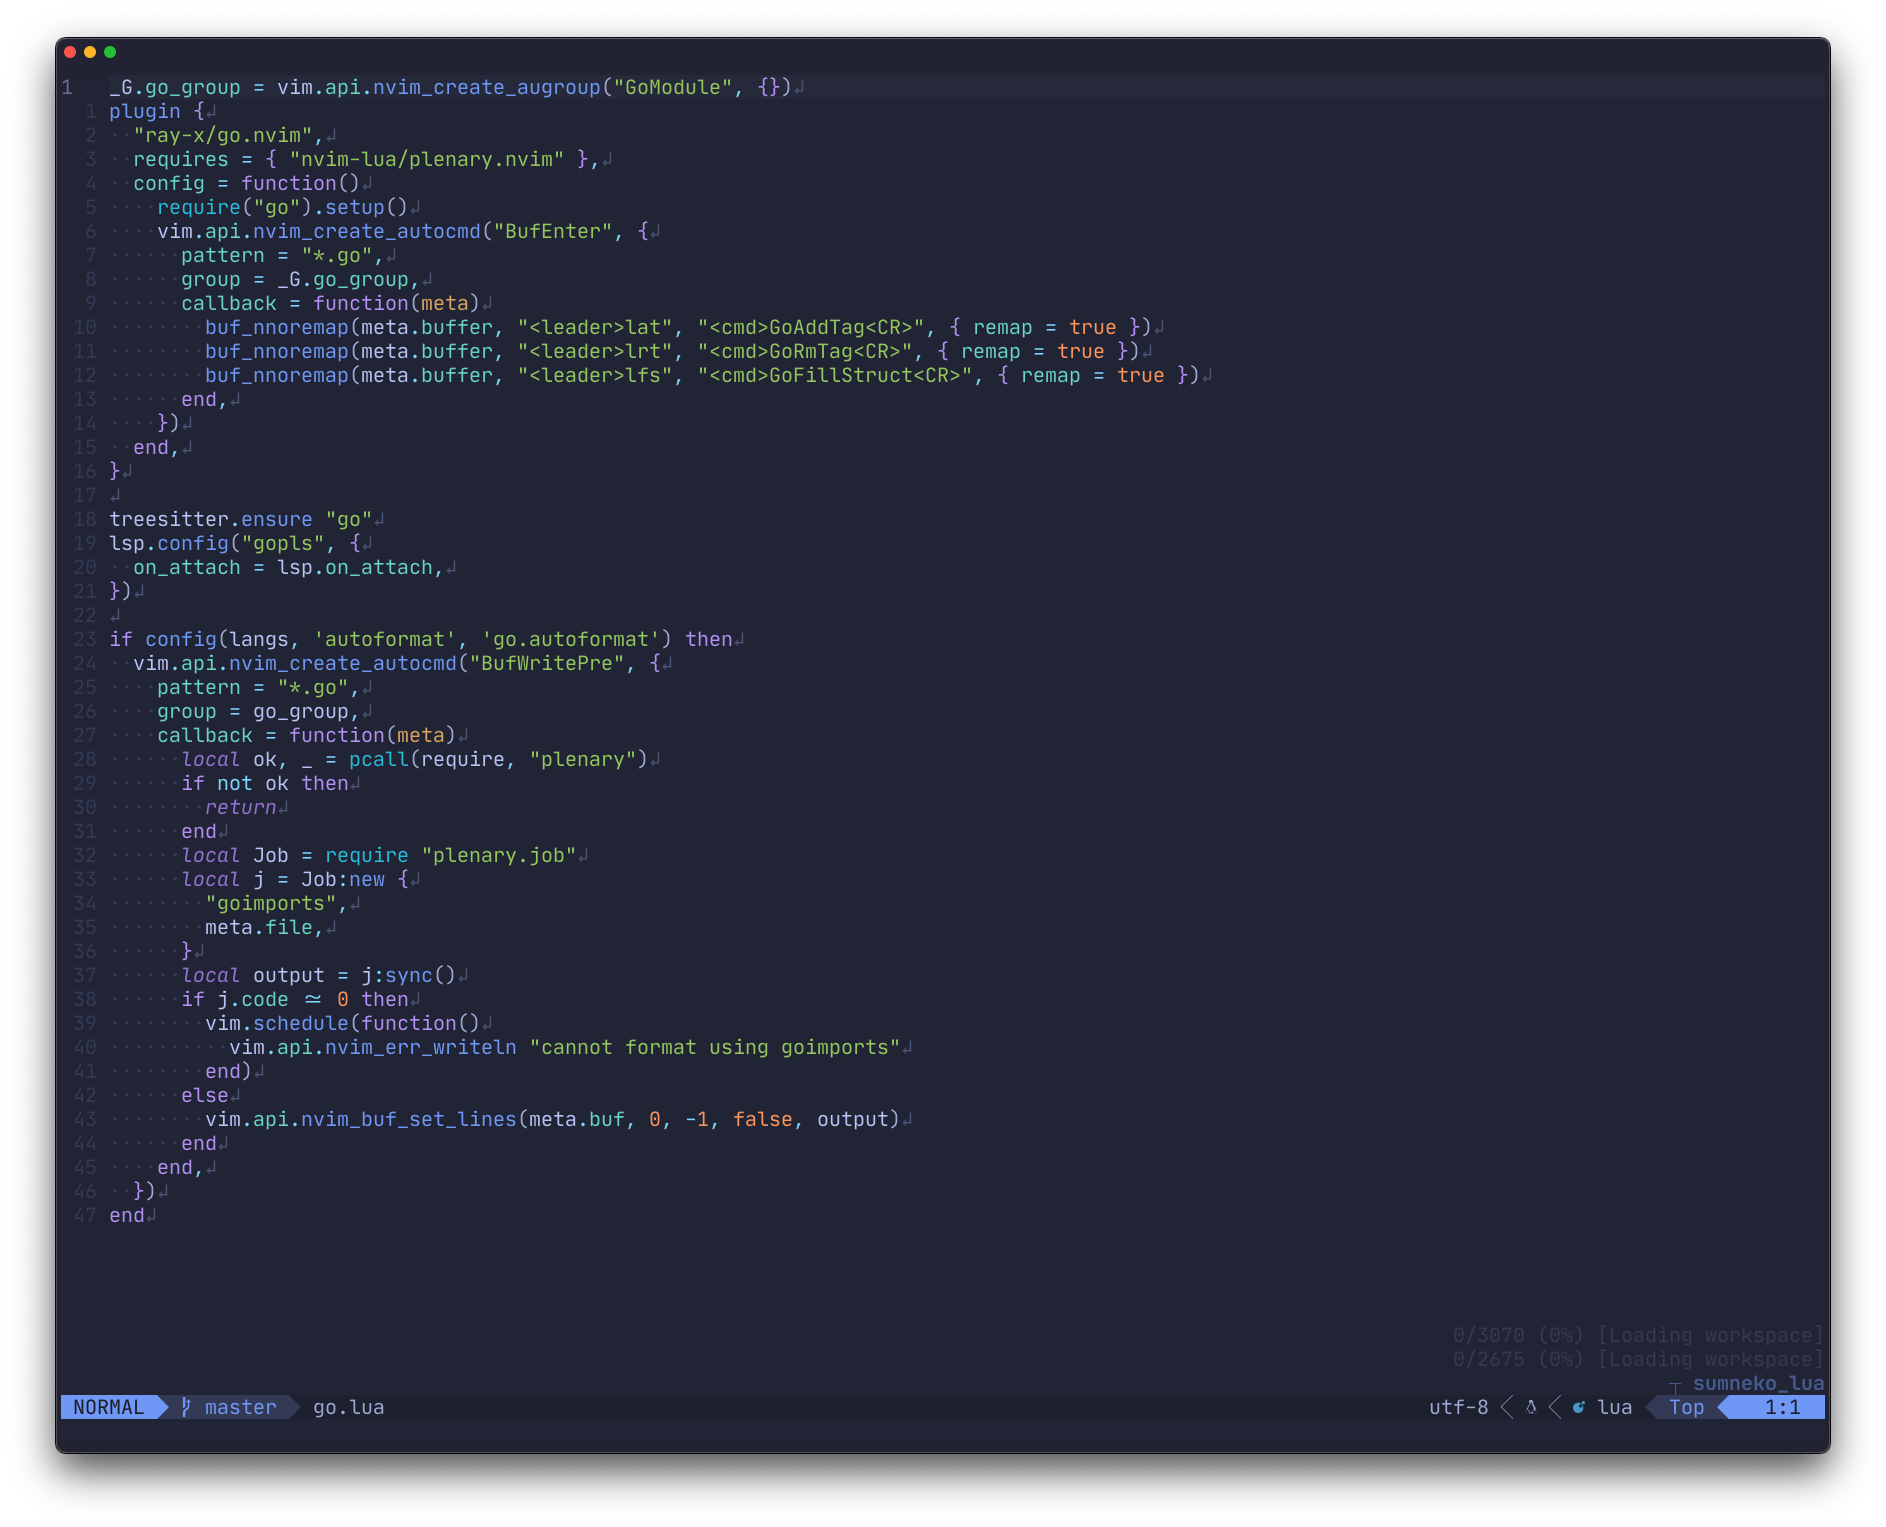 1   _G.go_group = vim.api.nvim_create_augroup("GoModule", {})↲
  1 plugin {↲
  2 ··"ray-x/go.nvim",↲
  3 ··requires = { "nvim-lua/plenary.nvim" },↲
  4 ··config = function()↲
  5 ····require("go").setup()↲
  6 ····vim.api.nvim_create_autocmd("BufEnter", {↲
  7 ······pattern = "*.go",↲
  8 ······group = _G.go_group,↲
  9 ······callback = function(meta)↲
 10 ········buf_nnoremap(meta.buffer, "<leader>lat", "<cmd>GoAddTag<CR>", { remap = true })↲
 11 ········buf_nnoremap(meta.buffer, "<leader>lrt", "<cmd>GoRmTag<CR>", { remap = true })↲
 12 ········buf_nnoremap(meta.buffer, "<leader>lfs", "<cmd>GoFillStruct<CR>", { remap = true })↲
 13 ······end,↲
 14 ····})↲
 15 ··end,↲
 16 }↲
 17 ↲
 18 treesitter.ensure "go"↲
 19 lsp.config("gopls", {↲
 20 ··on_attach = lsp.on_attach,↲
 21 })↲
 22 ↲
 23 if config(langs, 'autoformat', 'go.autoformat') then↲
 24 ··vim.api.nvim_create_autocmd("BufWritePre", {↲
 25 ····pattern = "*.go",↲
 26 ····group = go_group,↲
 27 ····callback = function(meta)↲
 28 ······local ok, _ = pcall(require, "plenary")↲
 29 ······if not ok then↲
 30 ········return↲
 31 ······end↲
 32 ······local Job = require "plenary.job"↲
 33 ······local j = Job:new {↲
 34 ········"goimports",↲
 35 ········meta.file,↲
 36 ······}↲
 37 ······local output = j:sync()↲
 38 ······if j.code ≃ 0 then↲
 39 ········vim.schedule(function()↲
 40 ··········vim.api.nvim_err_writeln "cannot format using goimports"↲
 41 ········end)↲
 42 ······else↲
 43 ········vim.api.nvim_buf_set_lines(meta.buf, 0, -1, false, output)↲
 44 ······end↲
 45 ····end,↲
 46 ··})↲
 47 end↲
0/3070 (0%) [Loading workspace]
0/2675 (0%) [Loading workspace]
┬ sumneko_lua
NORMAL master go.lua utf-8 lua Top 1:1